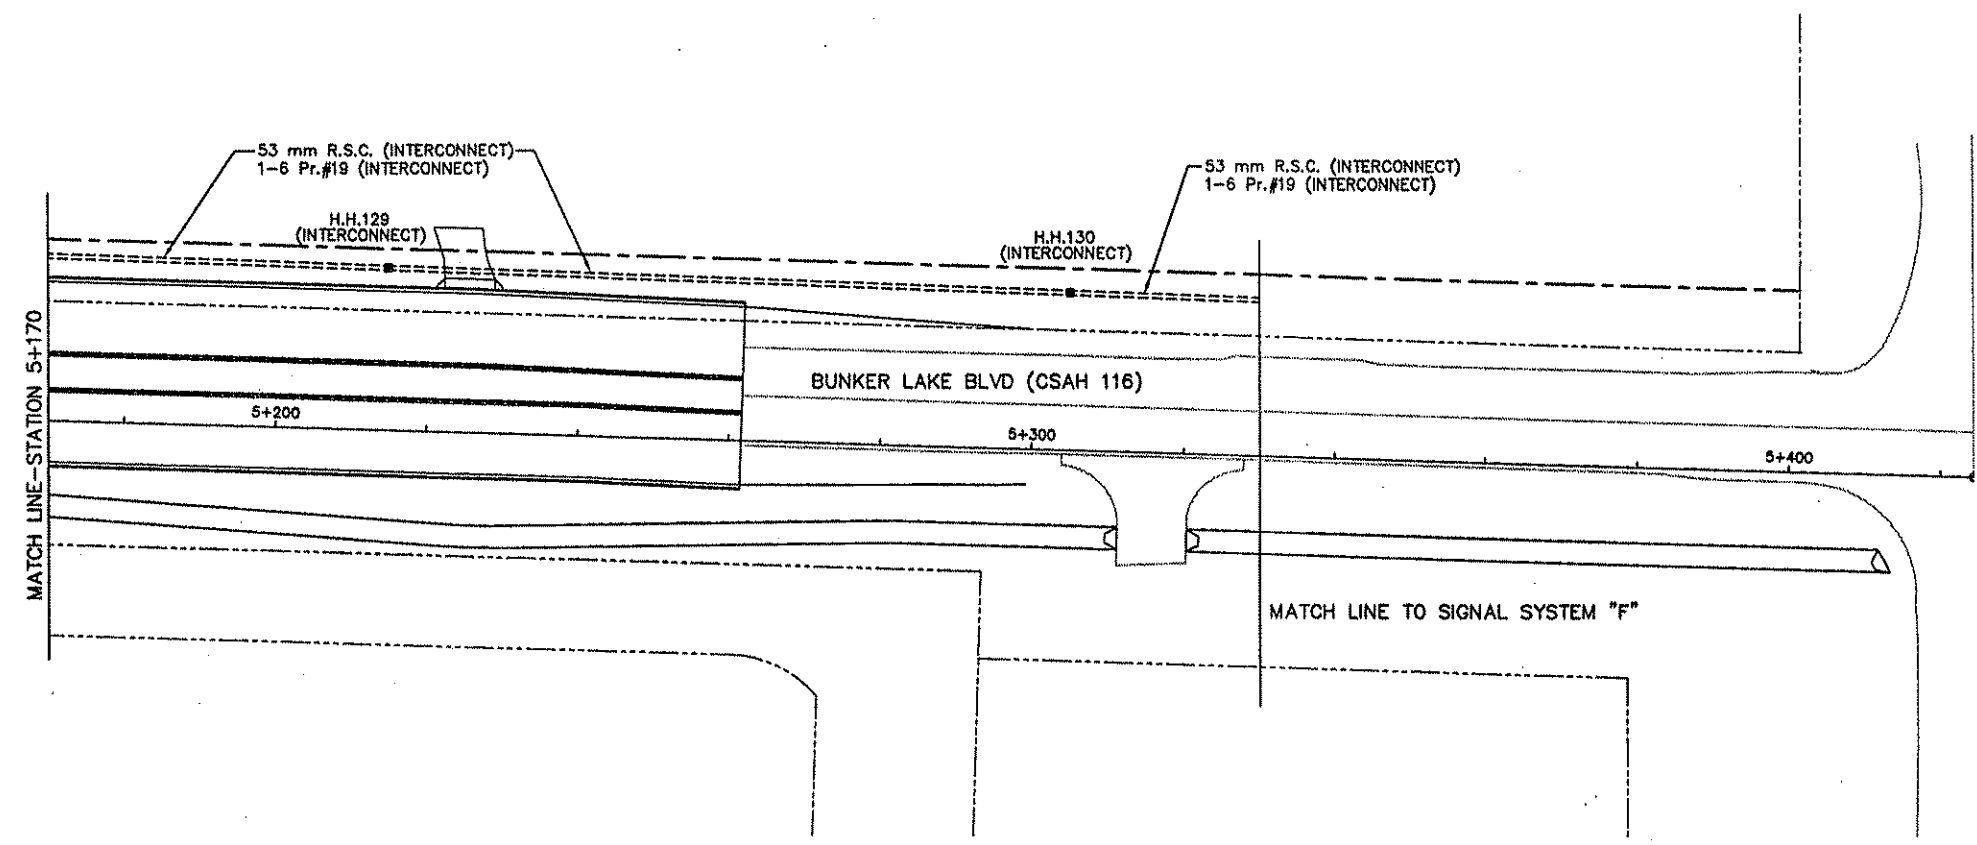 53 mm R.S.C. (INTERCONNECT)
1-6 Pr.#19 (INTERCONNECT)
53 mm R.S.C. (INTERCONNECT)
1-6 Pr.#19 (INTERCONNECT)
H.H.129
(INTERCONNECT)
H.H.130
(INTERCONNECT)
MATCH LINE-STATION 5+170
BUNKER LAKE BLVD (CSAH 116)
5+200
5+300
5+400
MATCH LINE TO SIGNAL SYSTEM "F"